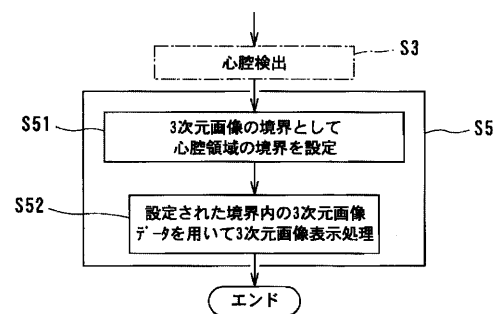 S3
心腔検出
S5
S51
3次元画像の境界として
心腔領域の境界を設定
S52
設定された境界内の3次元画像
データを用いて3次元画像表示処理
エンド